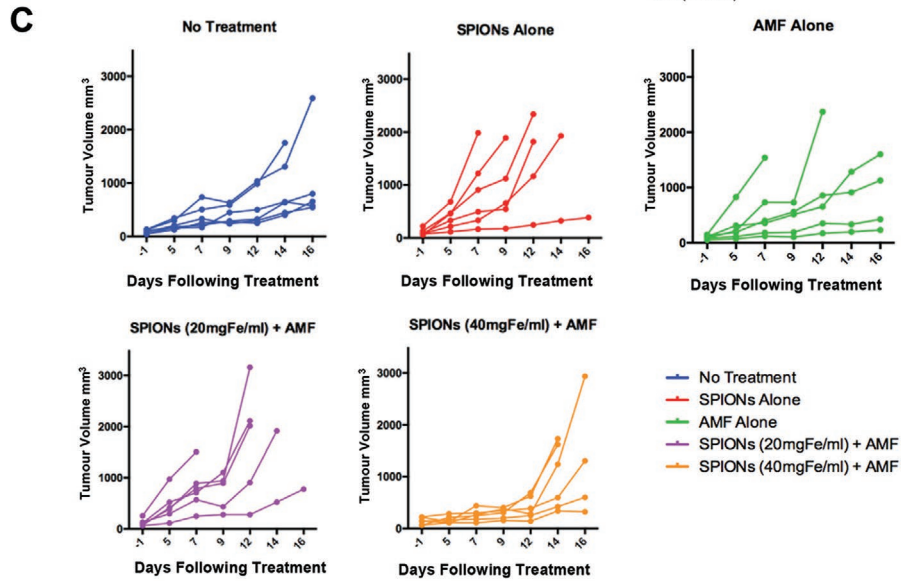 C
No Treatment
Tumour Volume mm³
3000
2000
1000
0
-1
5
7
9
12
14
16
Days Following Treatment
SPIONs Alone
Tumour Volume mm³
3000
2000
1000
0
-1
5
7
9
12
14
16
Days Following Treatment
AMF Alone
Tumour Volume mm³
3000
2000
1000
0
-1
5
7
9
12
14
16
Days Following Treatment
SPIONs (20mgFe/ml) + AMF
Tumour Volume mm³
3000
2000
1000
0
-1
5
7
9
12
14
16
Days Following Treatment
SPIONs (40mgFe/ml) + AMF
Tumour Volume mm³
3000
2000
1000
0
-1
5
7
9
12
14
16
Days Following Treatment
No Treatment
SPIONs Alone
AMF Alone
SPIONs (20mgFe/ml) + AMF
SPIONs (40mgFe/ml) + AMF